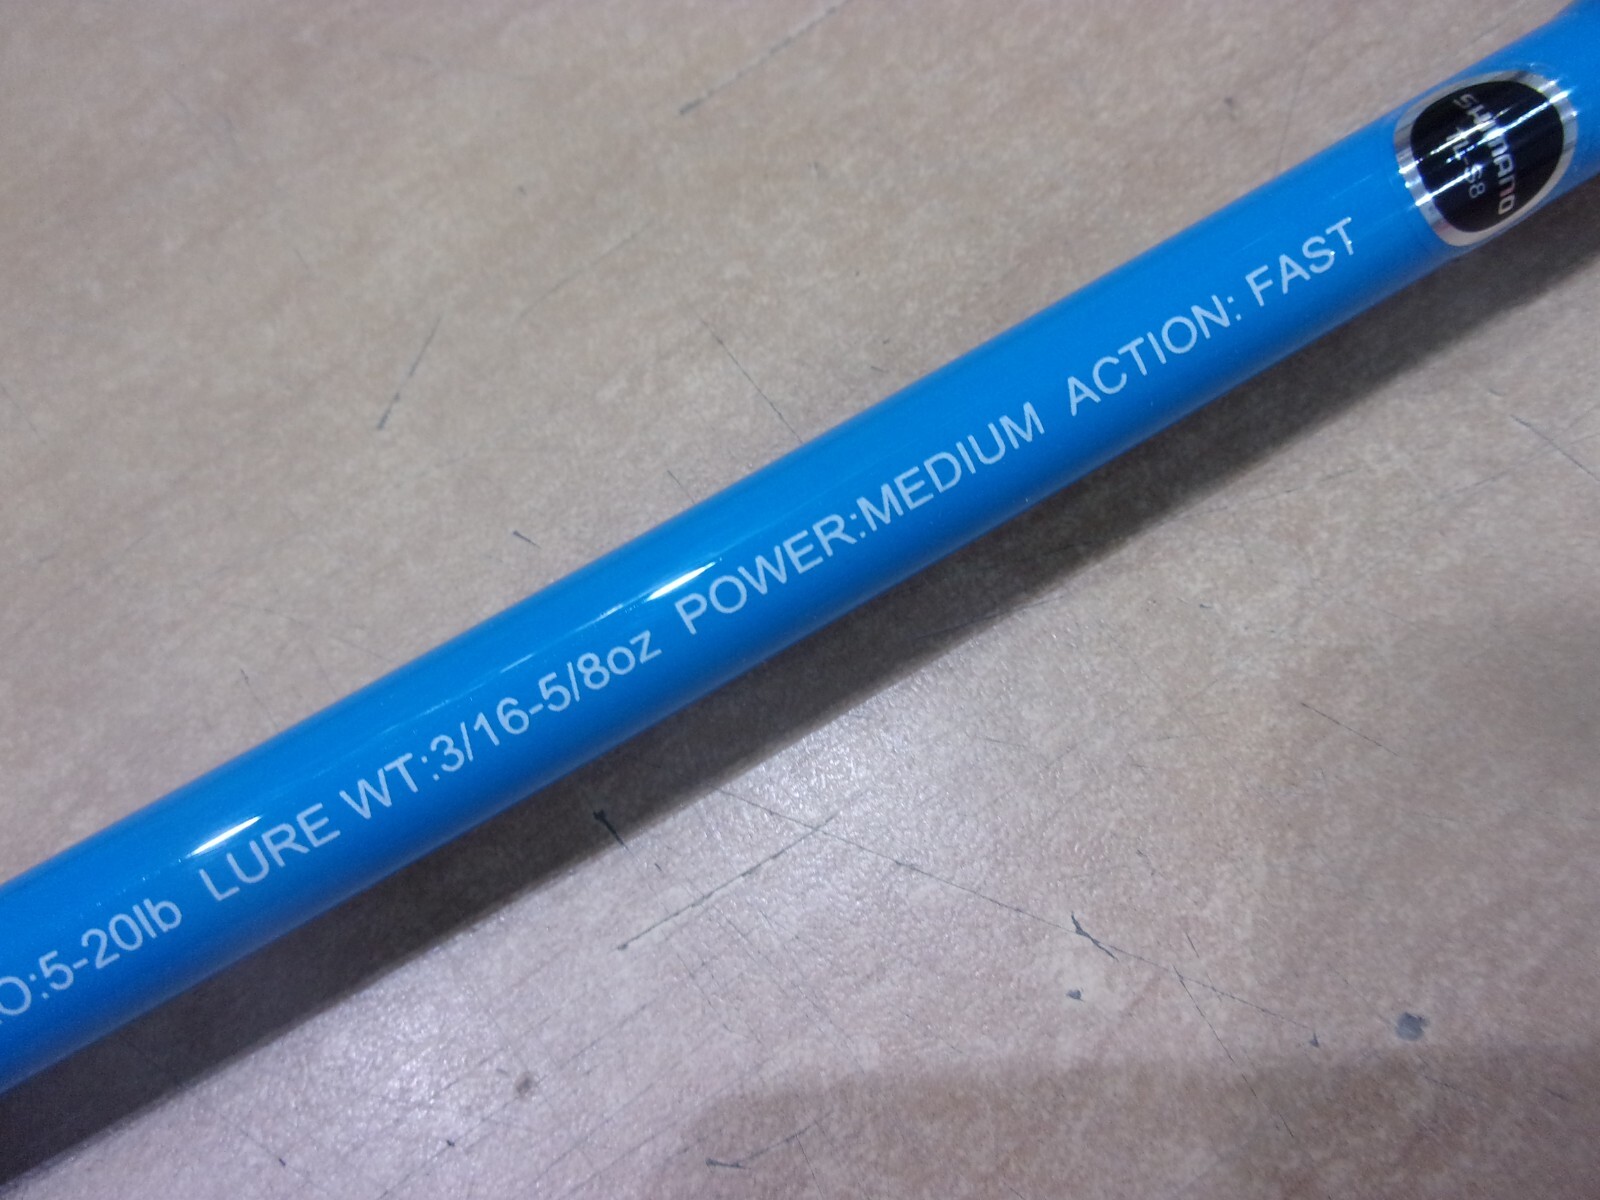 O:5-20lb LURE WT:3/16-5/8oz POWER:MEDIUM ACTION: FAST
SHIMANO